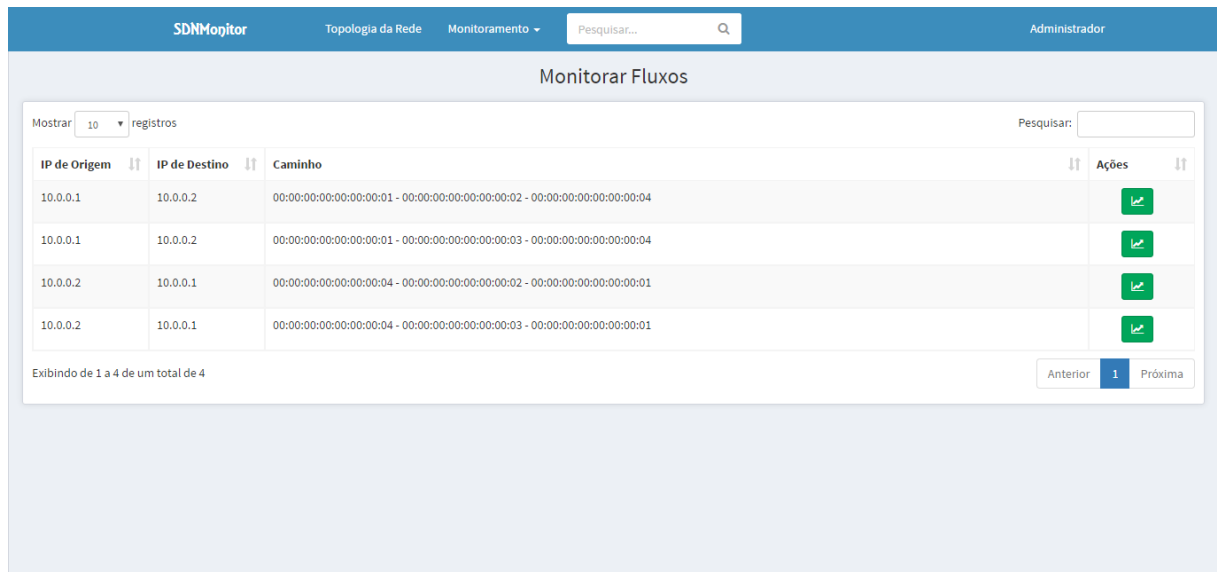 SDNMonitor Topologia da Rede Monitoramento Pesquisar... Administrador
Monitorar Fluxos
Mostrar 10 registros Pesquisar:
IP de Origem IP de Destino Caminho Ações
10.0.0.1 10.0.0.2 00:00:00:00:00:00:00:01 - 00:00:00:00:00:00:00:02 - 00:00:00:00:00:00:00:04
10.0.0.1 10.0.0.2 00:00:00:00:00:00:00:01 - 00:00:00:00:00:00:00:03 - 00:00:00:00:00:00:00:04
10.0.0.2 10.0.0.1 00:00:00:00:00:00:00:04 - 00:00:00:00:00:00:00:02 - 00:00:00:00:00:00:00:01
10.0.0.2 10.0.0.1 00:00:00:00:00:00:00:04 - 00:00:00:00:00:00:00:03 - 00:00:00:00:00:00:00:01
Exibindo de 1 a 4 de um total de 4 Anterior 1 Próxima